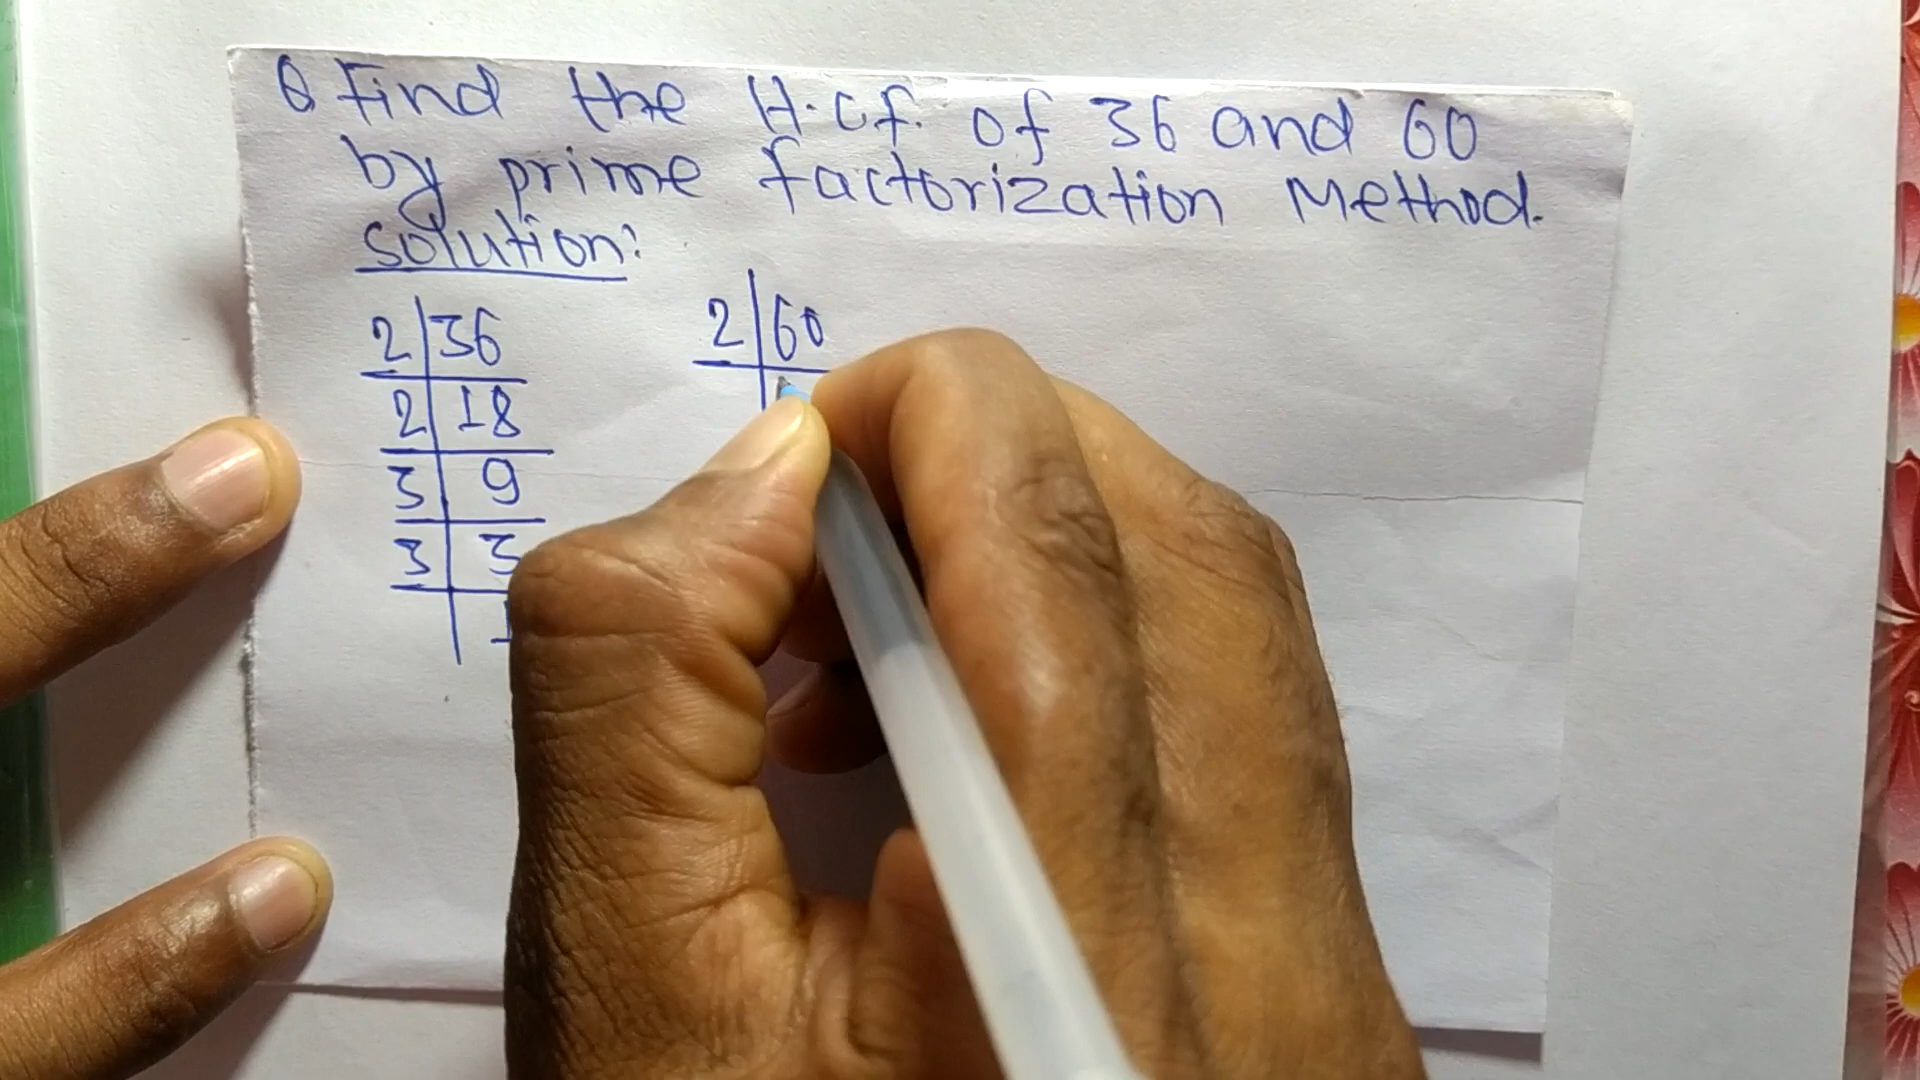 Q Find the H.C.f. of 36 and 60
by prime factorization Method.
solution:
2 36
2 18
3 9
3 3
1
2 60